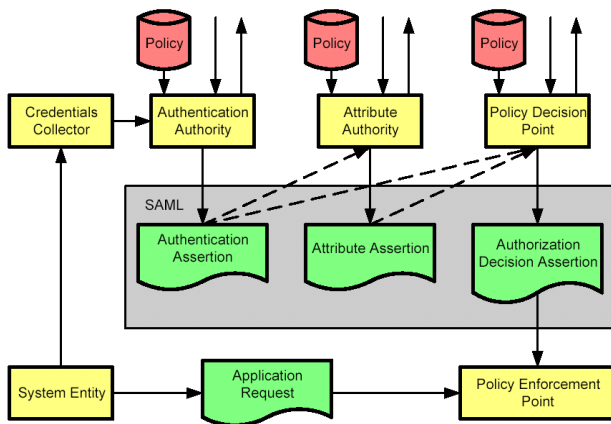 Policy
Policy
Policy
Credentials
Collector
Authentication
Authority
Attribute
Authority
Policy Decision
Point
SAML
Authentication
Assertion
Attribute Assertion
Authorization
Decision Assertion
System Entity
Application
Request
Policy Enforcement
Point